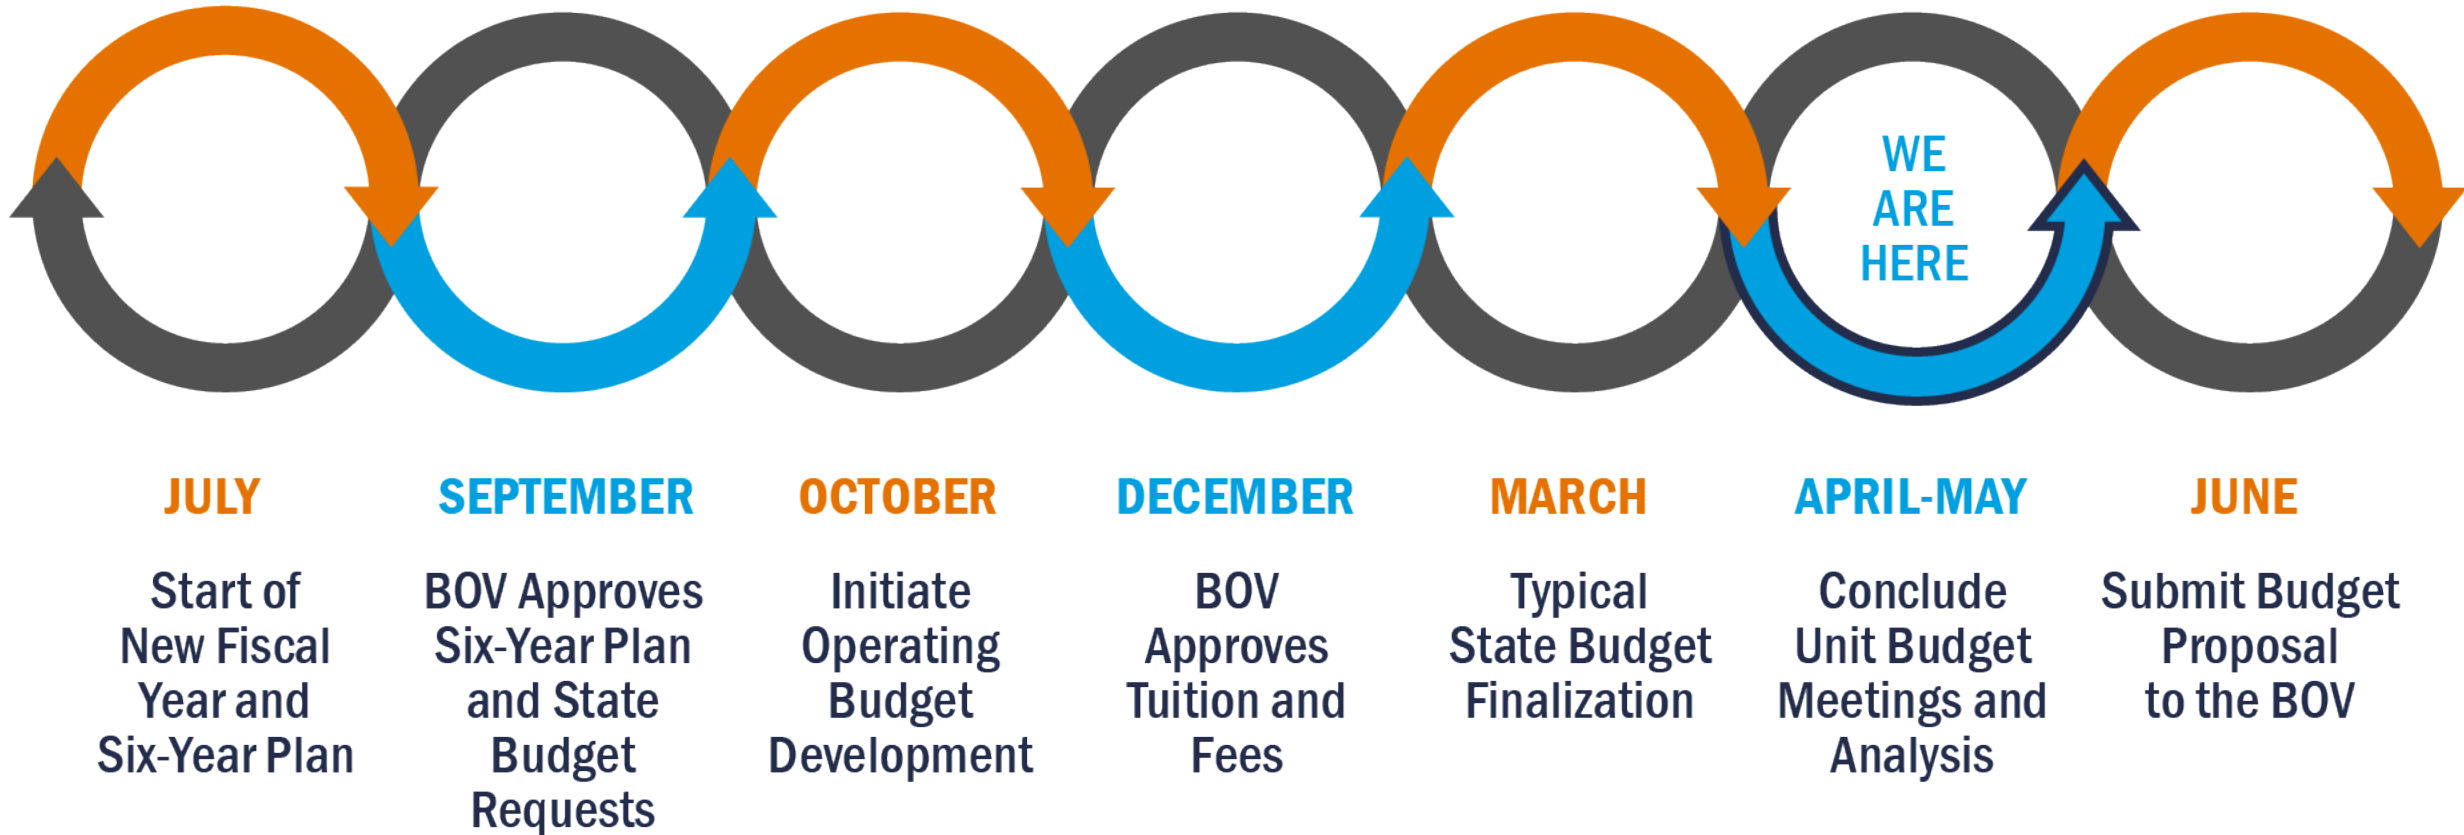 WE
ARE
HERE
JULY
Start of
New Fiscal
Year and
Six-Year Plan
SEPTEMBER
BOV Approves
Six-Year Plan
and State
Budget
Requests
OCTOBER
Initiate
Operating
Budget
Development
DECEMBER
BOV
Approves
Tuition and
Fees
MARCH
Typical
State Budget
Finalization
APRIL-MAY
Conclude
Unit Budget
Meetings and
Analysis
JUNE
Submit Budget
Proposal
to the BOV